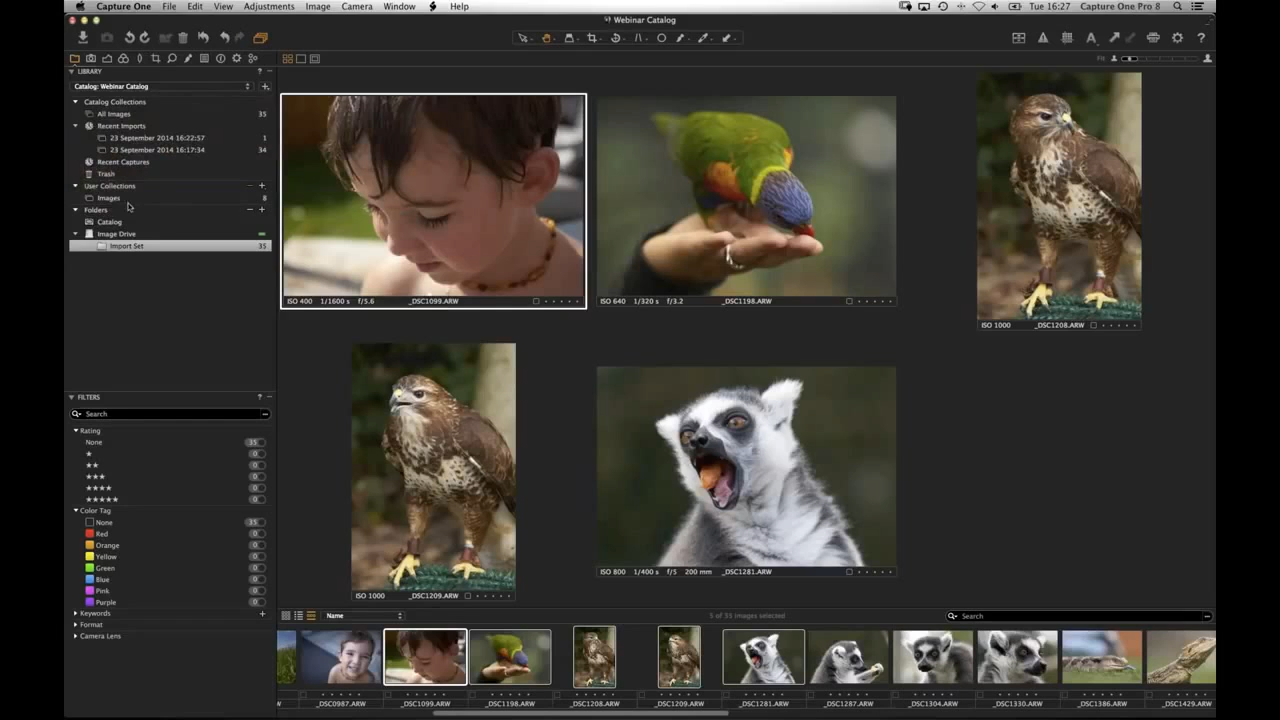 Capture One File Edit View Adjustments Image Camera Window Help Tue 16:27 Capture One Pro 8
Webinar Catalog
Fit
LIBRARY ?
Catalog: Webinar Catalog
Catalog Collections
All Images 35
Recent Imports
23 September 2014 16:22:57 1
23 September 2014 16:17:34 34
Recent Captures
Trash
User Collections
Images 8
Folders
Catalog
Image Drive
Import Set 35
ISO 400 1/1600 s f/5.6 _DSC1099.ARW
ISO 640 1/320 s f/3.2 _DSC1198.ARW
ISO 1000 _DSC1208.ARW
FILTERS ?
Search
Rating
None 35
★ 0
★★ 0
★★★ 0
★★★★ 0
★★★★★ 0
Color Tag
None 35
Red 0
Orange 0
Yellow 0
Green 0
Blue 0
Pink 0
Purple 0
Keywords
Format
Camera Lens
ISO 1000 _DSC1209.ARW
ISO 800 1/400 s f/5 200 mm _DSC1281.ARW
Name 5 of 35 images selected Search
W _DSC0987.ARW _DSC1099.ARW _DSC1198.ARW _DSC1208.ARW _DSC1209.ARW _DSC1281.ARW _DSC1287.ARW _DSC1304.ARW _DSC1330.ARW _DSC1386.ARW _DSC1429.ARW